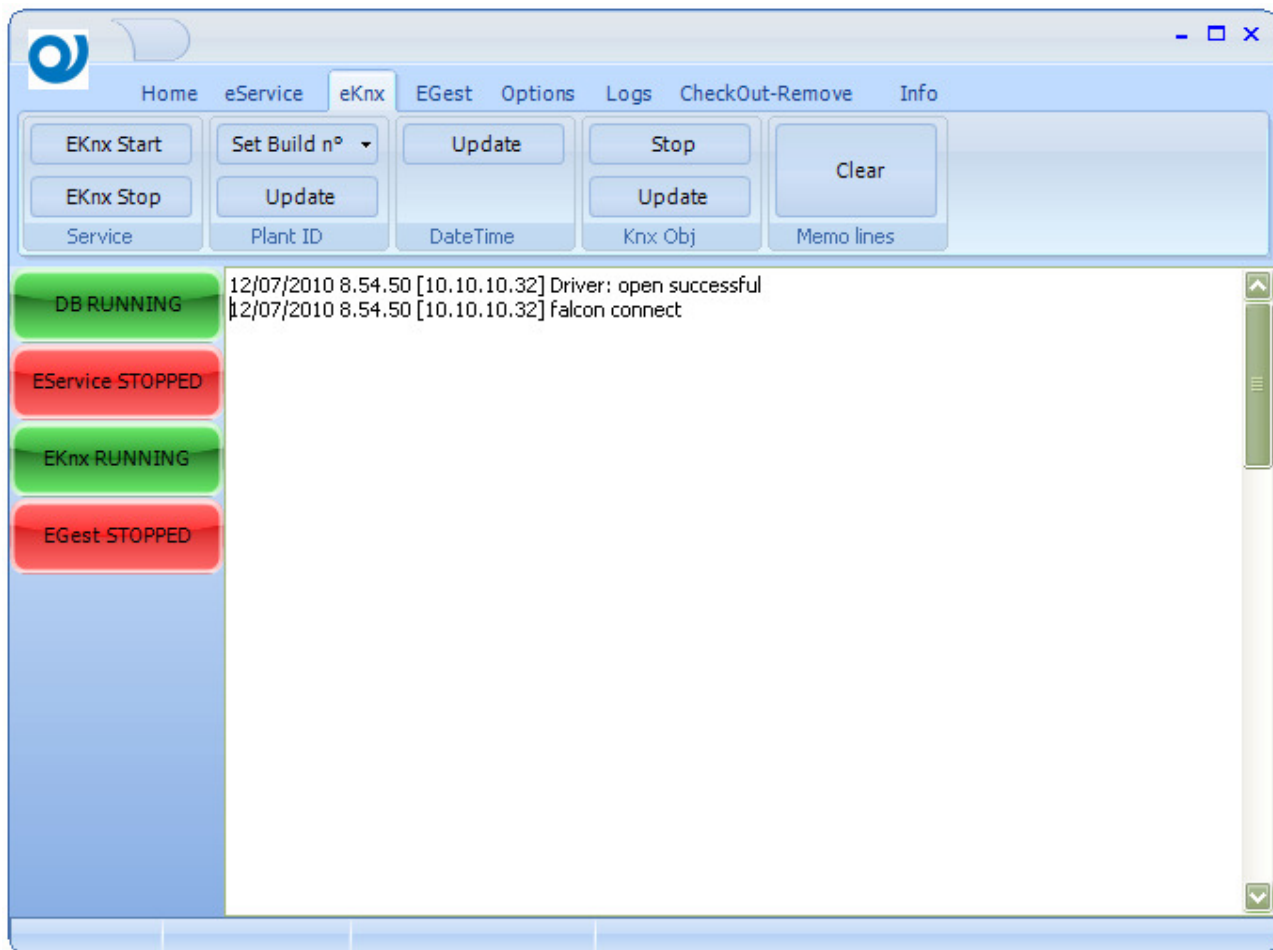 Home eService eKnx EGest Options Logs CheckOut-Remove Info
EKnx Start Set Build n° Update Stop Clear
EKnx Stop Update Update
Service Plant ID DateTime Knx Obj Memo lines
DB RUNNING
EService STOPPED
EKnx RUNNING
EGest STOPPED
12/07/2010 8.54.50 [10.10.10.32] Driver: open successful
12/07/2010 8.54.50 [10.10.10.32] falcon connect